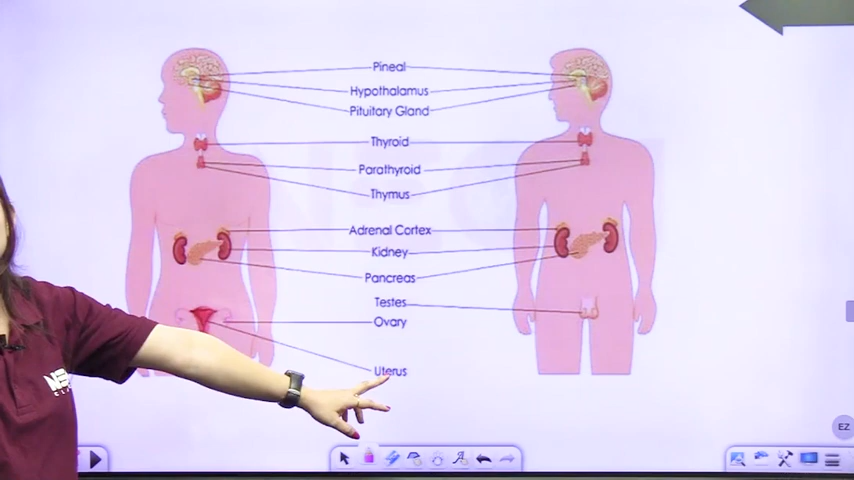 Pineal
Hypothalamus
Pituitary Gland
Thyroid
Parathyroid
Thymus
Adrenal Cortex
Kidney
Pancreas
Testes
Ovary
Uterus
EZ